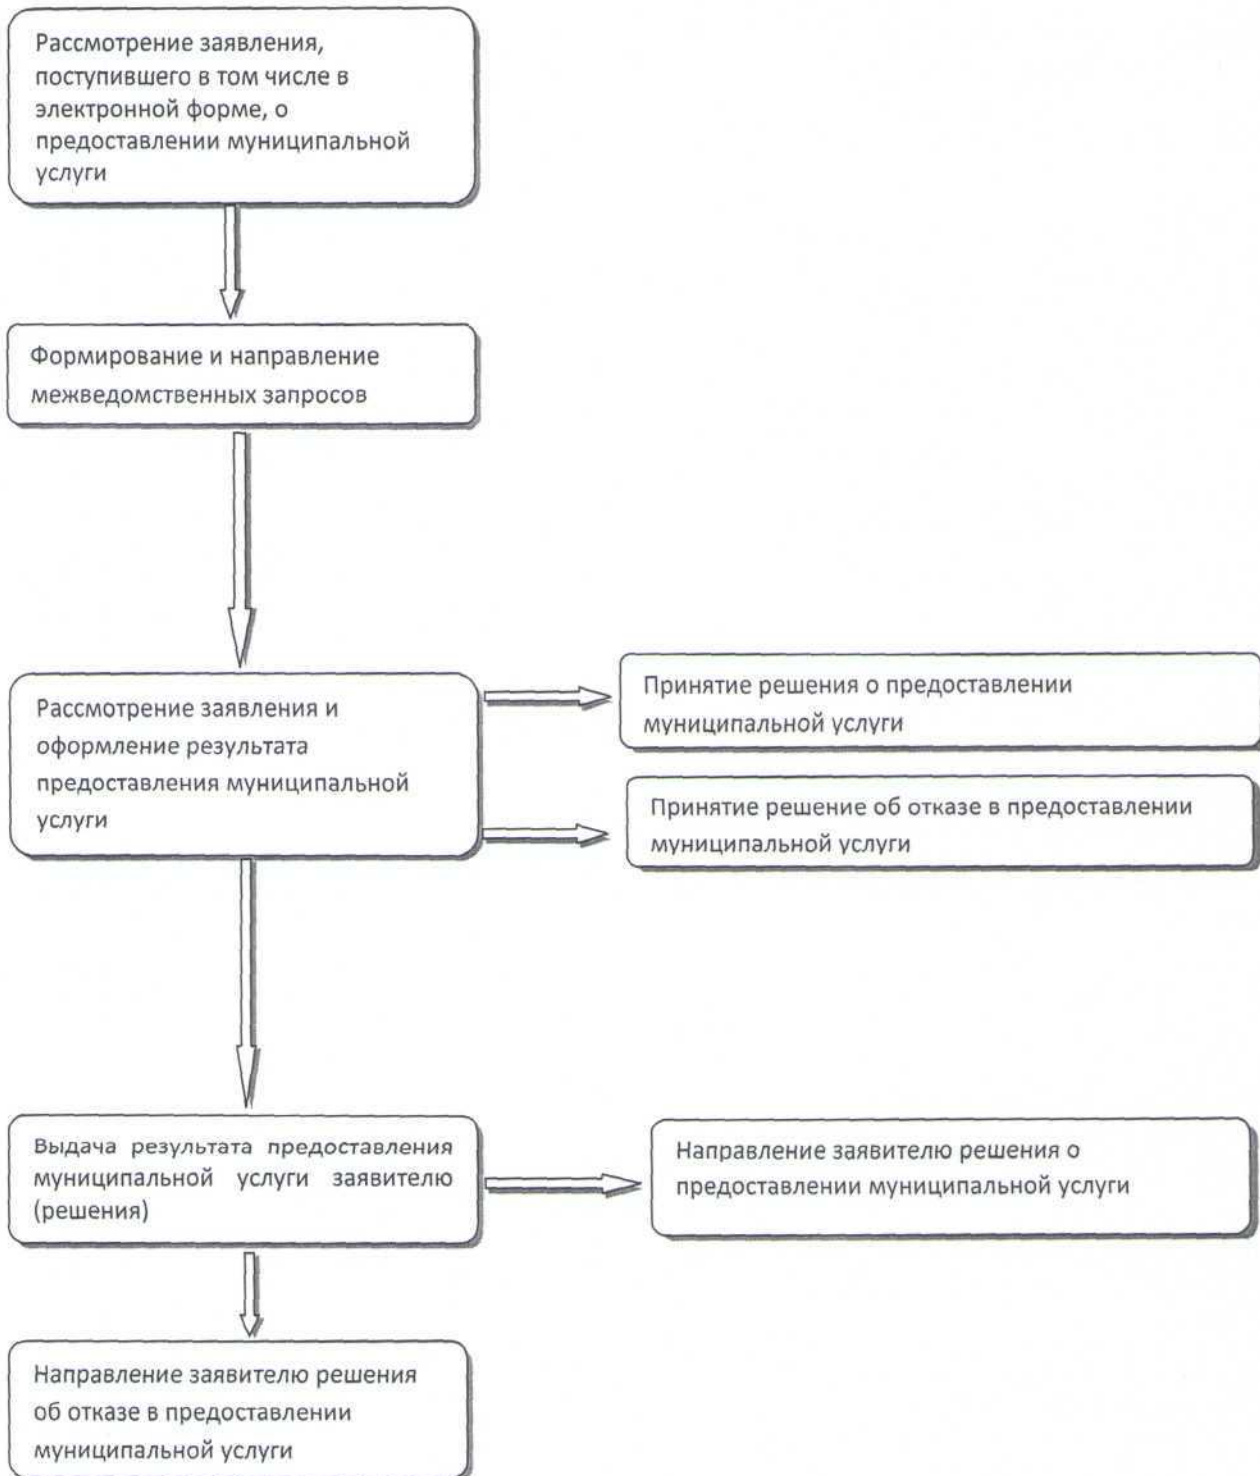 Рассмотрение заявления,
поступившего в том числе в
электронной форме, о
предоставлении муниципальной
услуги
Формирование и направление
межведомственных запросов
Рассмотрение заявления и
оформление результата
предоставления муниципальной
услуги
Принятие решения о предоставлении
муниципальной услуги
Принятие решение об отказе в предоставлении
муниципальной услуги
Выдача результата предоставления
муниципальной услуги заявителю
(решения)
Направление заявителю решения о
предоставлении муниципальной услуги
Направление заявителю решения
об отказе в предоставлении
муниципальной услуги